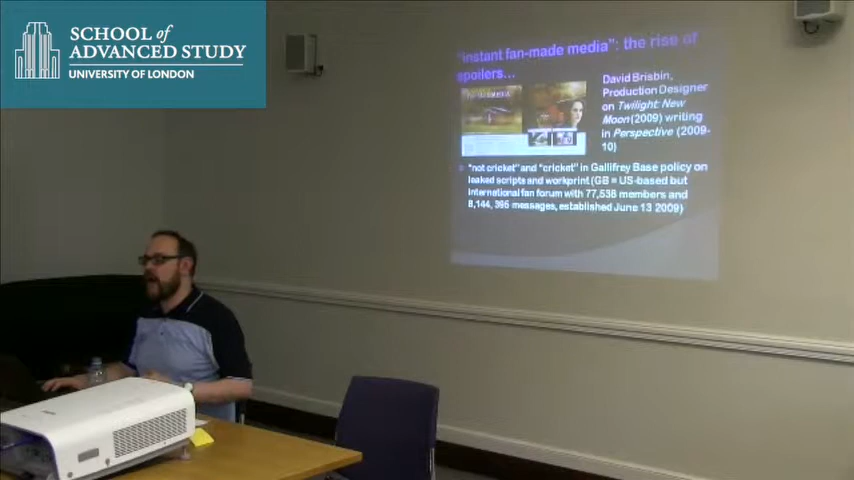 SCHOOL of
ADVANCED STUDY
UNIVERSITY OF LONDON
"instant fan-made media": the rise of
spoilers…
David Brisbin,
Production Designer
on Twilight: New
Moon (2009) writing
in Perspective (2009-
10)
"not cricket" and "cricket" in Gallifrey Base policy on
leaked scripts and workprint (GB = US-based but
international fan forum with 77,538 members and
8,144, 395 messages, established June 13 2009)